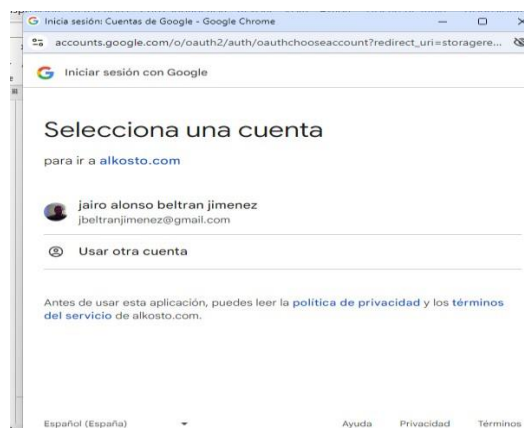 Inicia sesión: Cuentas de Google - Google Chrome
accounts.google.com/o/oauth2/auth/oauthchooseaccount?redirect_uri=storagere...
Iniciar sesión con Google
Selecciona una cuenta
para ir a alkosto.com
jairo alonso beltran jimenez
jbeltranjimenez@gmail.com
Usar otra cuenta
Antes de usar esta aplicación, puedes leer la política de privacidad y los términos
del servicio de alkosto.com.
Español (España) Ayuda Privacidad Términos